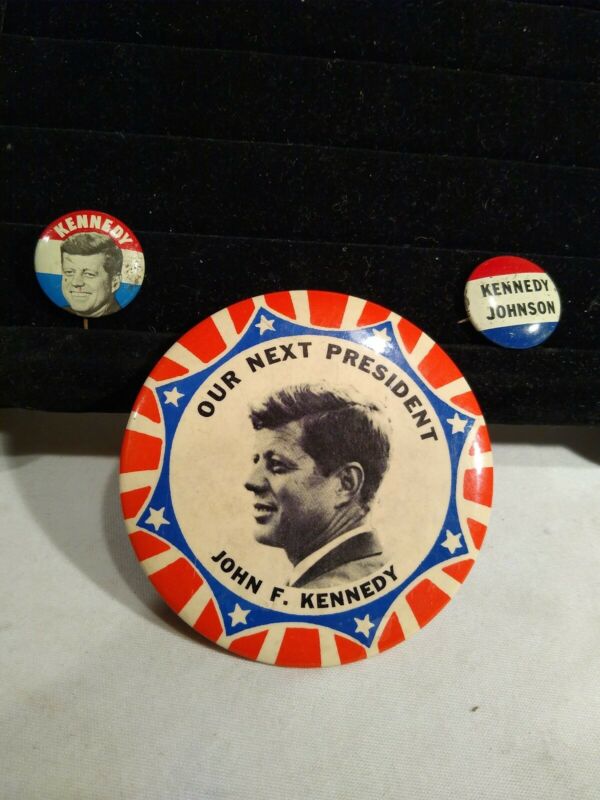 KENNEDY
KENNEDY
JOHNSON
OUR NEXT PRESIDENT
JOHN F. KENNEDY